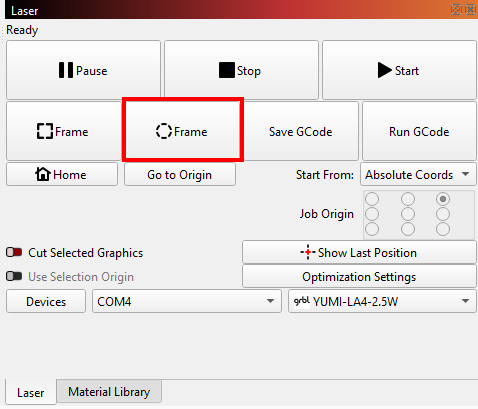 Laser
Ready
Pause
Stop
Start
Frame
Frame
Save GCode
Run GCode
Home
Go to Origin
Start From:
Absolute Coords
Job Origin
Cut Selected Graphics
Show Last Position
Use Selection Origin
Optimization Settings
Devices
COM4
grbl YUMI-LA4-2.5W
Laser
Material Library